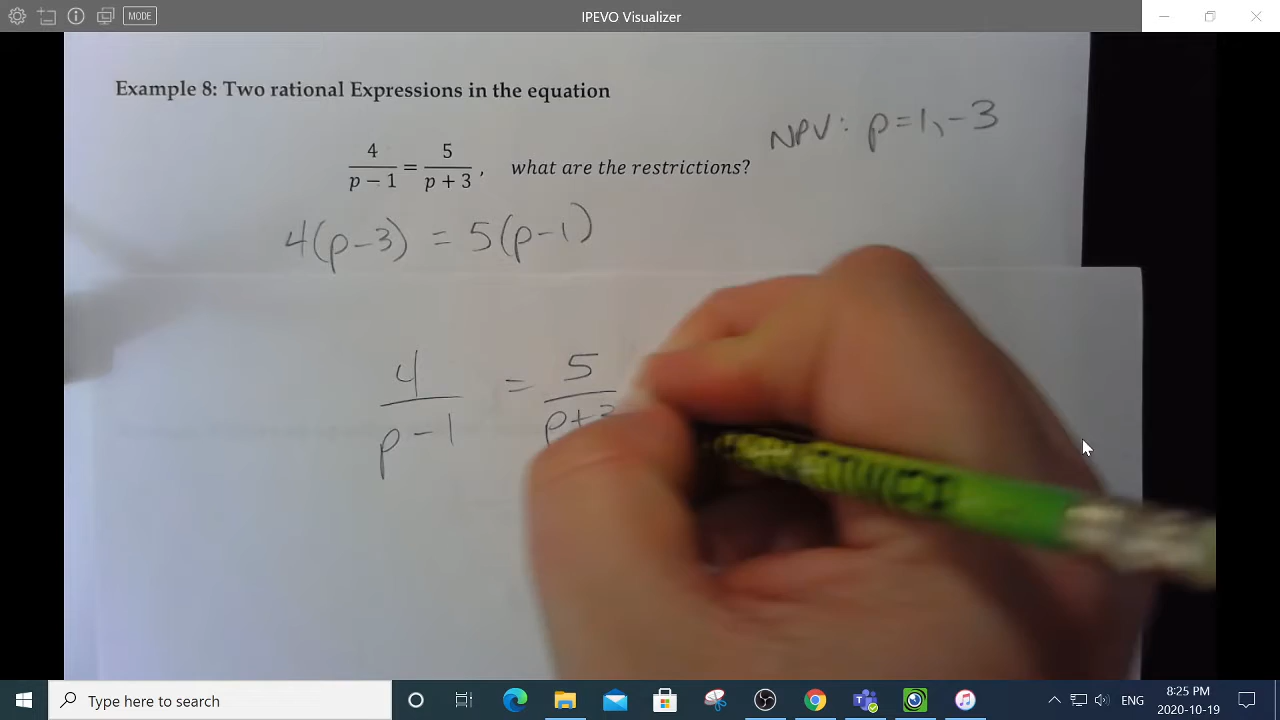 IPEVO Visualizer
MODE
Example 8: Two rational Expressions in the equation
NPV: p=1, -3
4/(p − 1) = 5/(p + 3), what are the restrictions?
4(p-3) = 5(p-1)
4/(p-1) = 5/(p+3
Type here to search
ENG
8:25 PM
2020-10-19